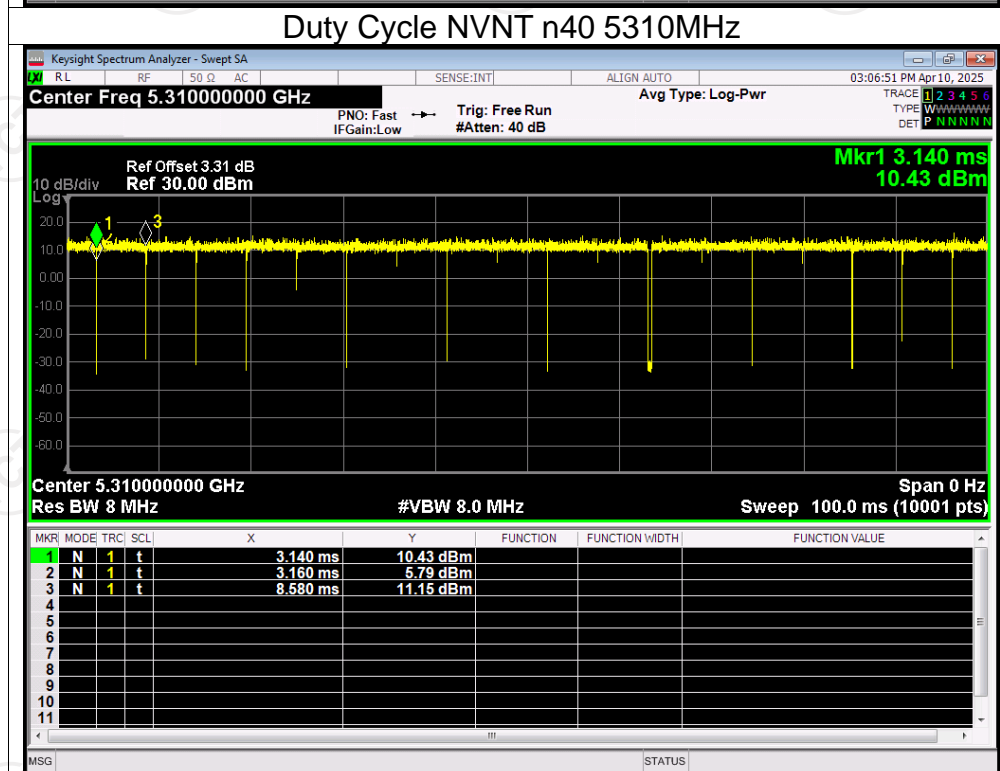 Duty Cycle NVNT n40 5310MHz
Keysight Spectrum Analyzer - Swept SA
LXI RL RF 50 Ω AC SENSE:INT ALIGN AUTO 03:06:51 PM Apr 10, 2025
Center Freq 5.310000000 GHz Avg Type: Log-Pwr TRACE 1 2 3 4 5 6
PNO: Fast Trig: Free Run TYPE WWWWWW
IFGain:Low #Atten: 40 dB DET P N N N N N
Mkr1 3.140 ms
Ref Offset 3.31 dB
10 dB/div Ref 30.00 dBm 10.43 dBm
Log
20.0 1 2 3
10.0
0.00
-10.0
-20.0
-30.0
-40.0
-50.0
-60.0
Center 5.310000000 GHz Span 0 Hz
Res BW 8 MHz #VBW 8.0 MHz Sweep 100.0 ms (10001 pts)
MKR MODE TRC SCL X Y FUNCTION FUNCTION WIDTH FUNCTION VALUE
1 N 1 t 3.140 ms 10.43 dBm
2 N 1 t 3.160 ms 5.79 dBm
3 N 1 t 8.580 ms 11.15 dBm
4
5
6
7
8
9
10
11
MSG STATUS